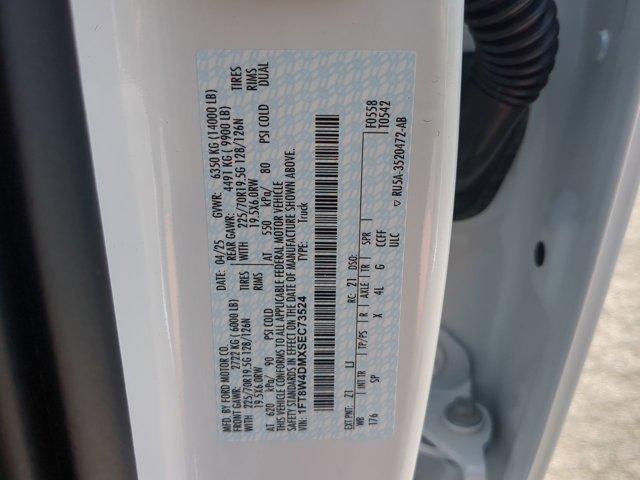 MFD. BY FORD MOTOR CO.
DATE: 04/25 GVWR: 6350 KG (14000 LB)
FRONT GAWR: 2722 KG (6000 LB) REAR GAWR: 4491 KG (9900 LB)
WITH 225/70R19.5G 128/126N TIRES WITH 225/70R19.5G 128/126N TIRES
19.5X6.0RW RIMS 19.5X6.0RW RIMS
AT 620 kPa/ 90 PSI COLD AT 550 kPa/ 80 PSI COLD DUAL
THIS VEHICLE CONFORMS TO ALL APPLICABLE FEDERAL MOTOR VEHICLE
SAFETY STANDARDS IN EFFECT ON THE DATE OF MANUFACTURE SHOWN ABOVE.
VIN: 1FT8W4DMXSEC73524 TYPE: Truck
F0558
T0542
EXT PNT: Z1 RC: 21 DSO:
WB INT TR TP/PS R AXLE TR SPR
176 SP X 4L G CCFF
ULC
▽ RU5A-3520472-AB